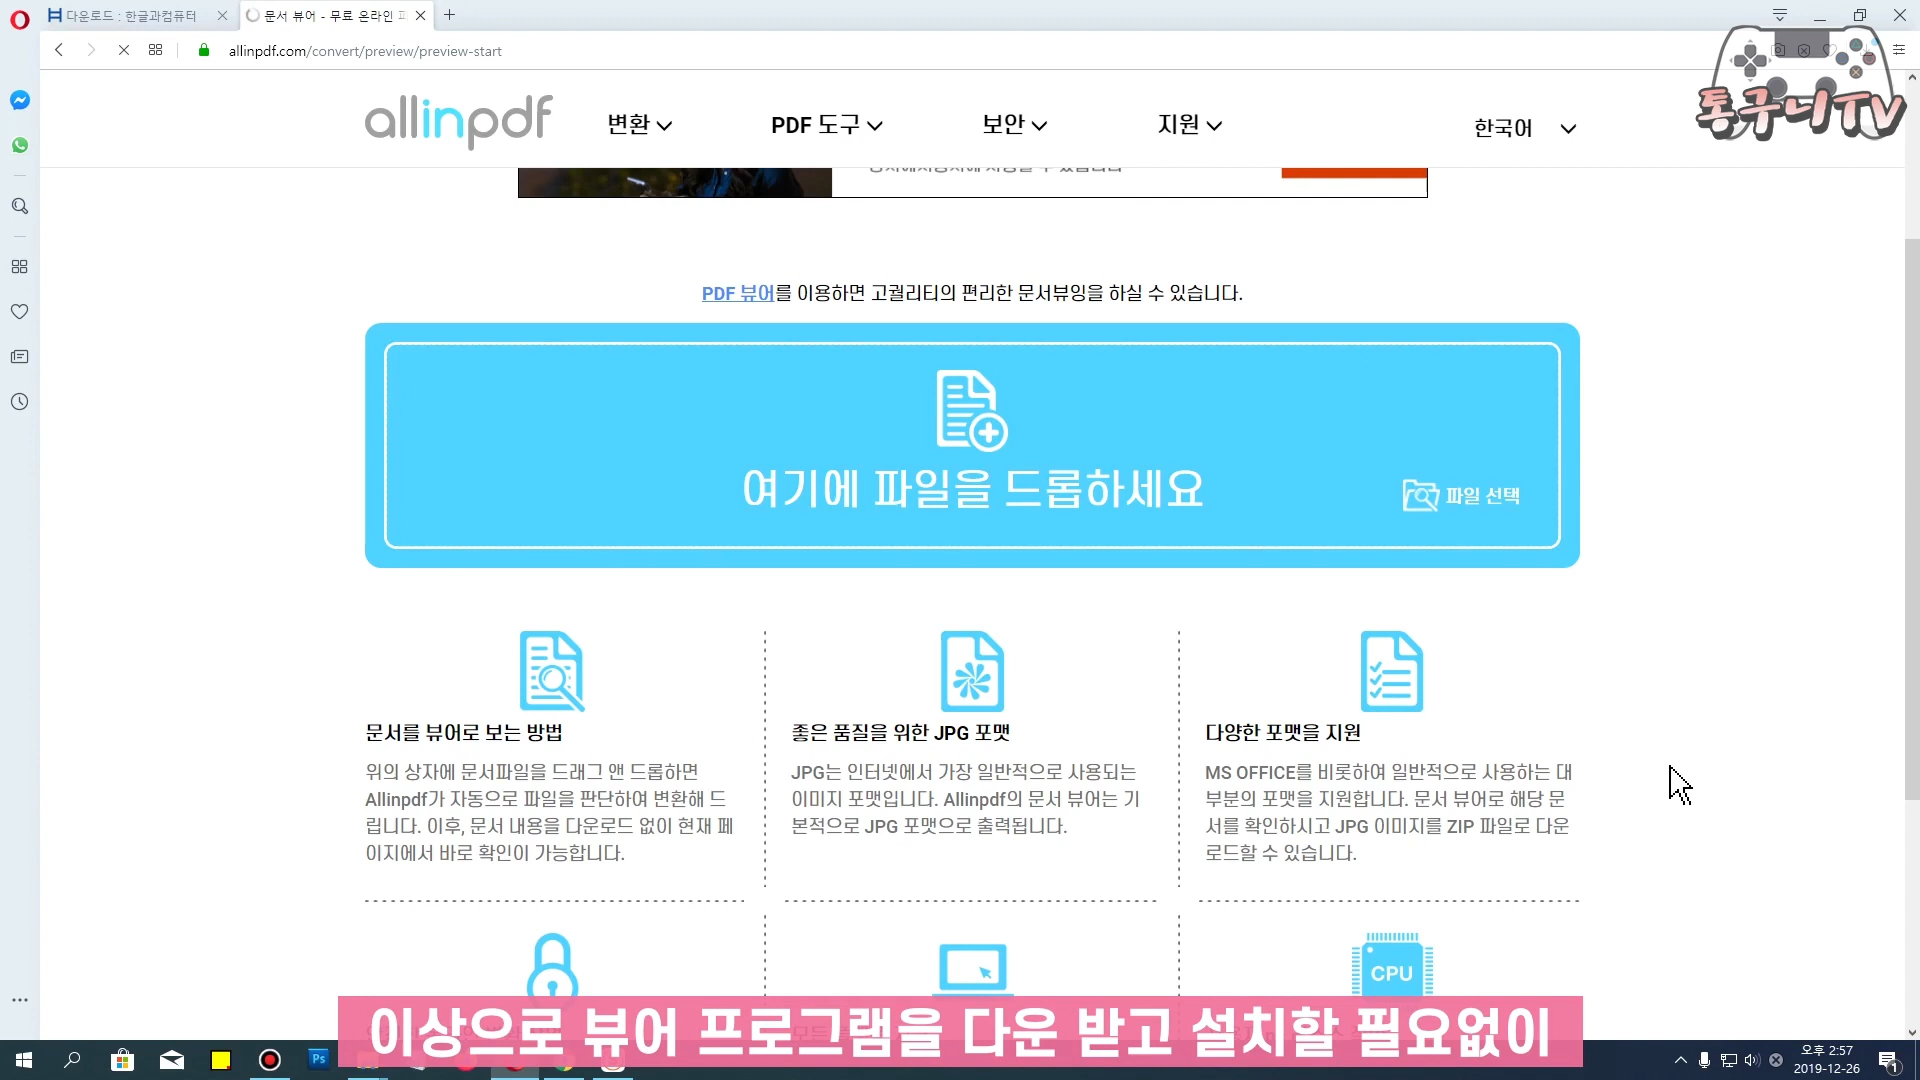 다운로드 : 한글과컴퓨터
문서 뷰어 - 무료 온라인
allinpdf.com/convert/preview/preview-start
통구니TV
allinpdf
변환
PDF 도구
보안
지원
한국어
PDF 뷰어를 이용하면 고퀄리티의 편리한 문서뷰잉을 하실 수 있습니다.
여기에 파일을 드롭하세요
파일 선택
문서를 뷰어로 보는 방법
위의 상자에 문서파일을 드래그 앤 드롭하면
Allinpdf가 자동으로 파일을 판단하여 변환해 드
립니다. 이후, 문서 내용을 다운로드 없이 현재 페
이지에서 바로 확인이 가능합니다.
좋은 품질을 위한 JPG 포맷
JPG는 인터넷에서 가장 일반적으로 사용되는
이미지 포맷입니다. Allinpdf의 문서 뷰어는 기
본적으로 JPG 포맷으로 출력됩니다.
다양한 포맷을 지원
MS OFFICE를 비롯하여 일반적으로 사용하는 대
부분의 포맷을 지원합니다. 문서 뷰어로 해당 문
서를 확인하시고 JPG 이미지를 ZIP 파일로 다운
로드할 수 있습니다.
CPU
이상으로 뷰어 프로그램을 다운 받고 설치할 필요없이
Ps
오후 2:57
2019-12-26
1